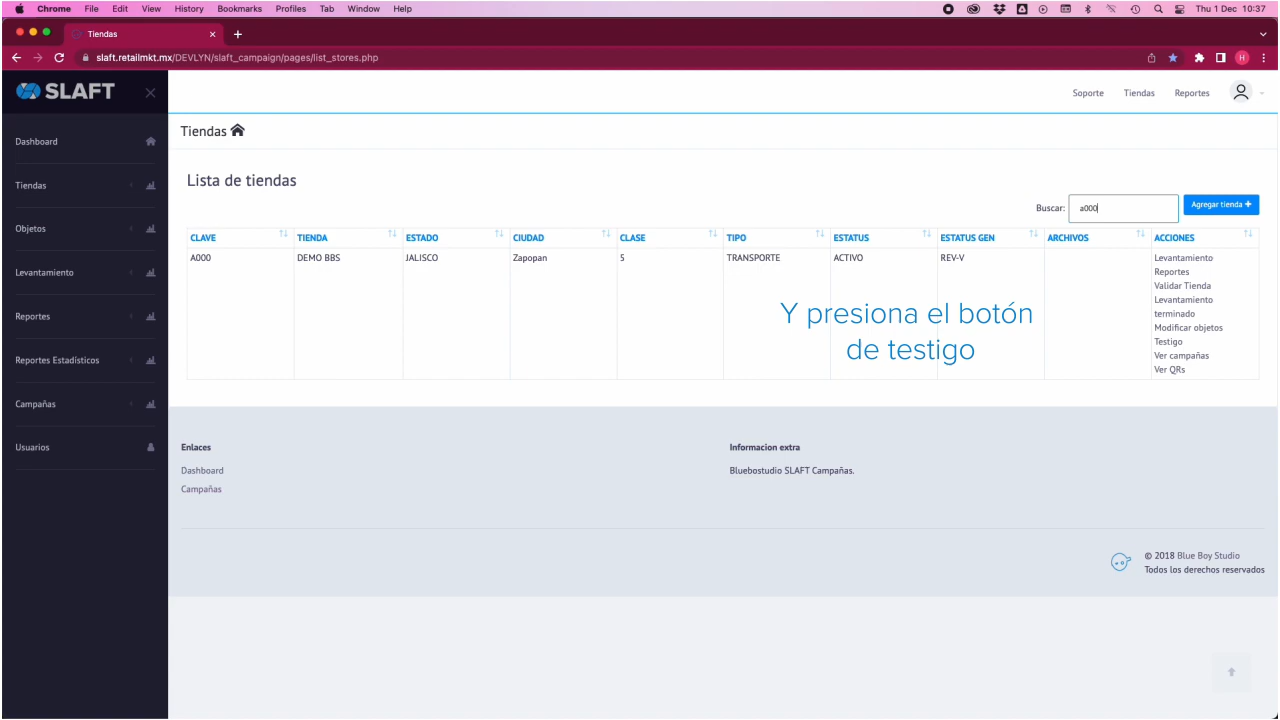 Chrome File Edit View History Bookmarks Profiles Tab Window Help Thu 1 Dec 10:37
Tiendas
slaft.retailmkt.mx/DEVLYN/slaft_campaign/pages/list_stores.php H
SLAFT
Soporte Tiendas Reportes
Dashboard
Tiendas
Objetos
Levantamiento
Reportes
Reportes Estadísticos
Campañas
Usuarios
Tiendas
Lista de tiendas
Buscar: a000 Agregar tienda +
CLAVE TIENDA ESTADO CIUDAD CLASE TIPO ESTATUS ESTATUS GEN ARCHIVOS ACCIONES
A000 DEMO BBS JALISCO Zapopan 5 TRANSPORTE ACTIVO REV-V Levantamiento
Reportes
Validar Tienda
Levantamiento
terminado
Modificar objetos
Testigo
Ver campañas
Ver QRs
Y presiona el botón
de testigo
Enlaces
Dashboard
Campañas
Informacion extra
Bluebostudio SLAFT Campañas.
© 2018 Blue Boy Studio
Todos los derechos reservados